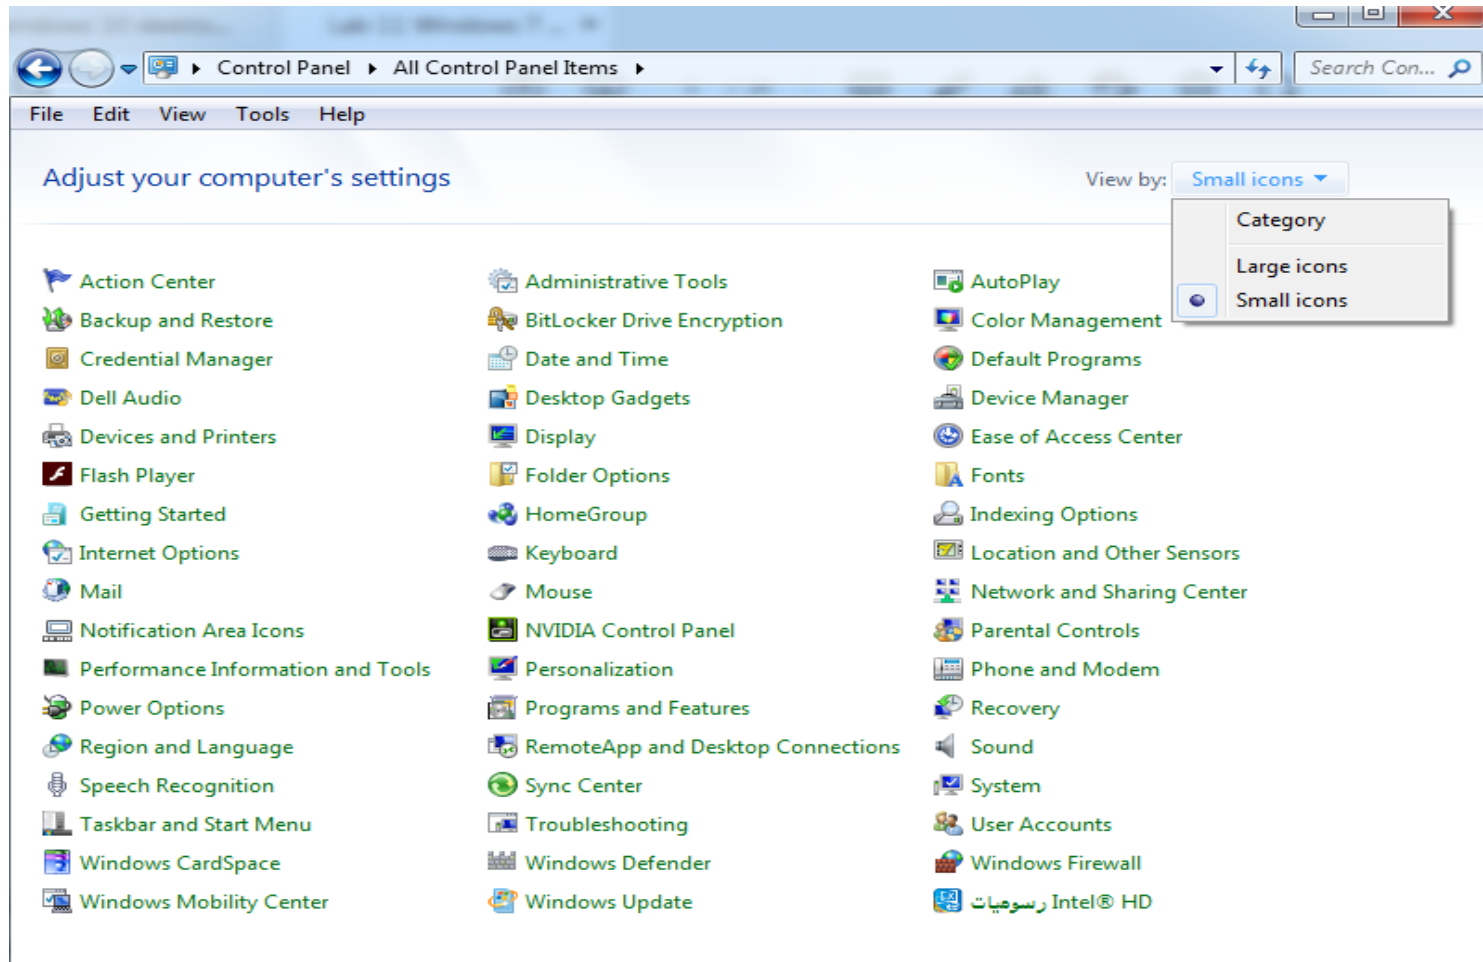 Control Panel ▸ All Control Panel Items ▸ Search Con...
File Edit View Tools Help
Adjust your computer's settings
View by: Small icons
Category
Large icons
Small icons
Action Center Administrative Tools AutoPlay
Backup and Restore BitLocker Drive Encryption Color Management
Credential Manager Date and Time Default Programs
Dell Audio Desktop Gadgets Device Manager
Devices and Printers Display Ease of Access Center
Flash Player Folder Options Fonts
Getting Started HomeGroup Indexing Options
Internet Options Keyboard Location and Other Sensors
Mail Mouse Network and Sharing Center
Notification Area Icons NVIDIA Control Panel Parental Controls
Performance Information and Tools Personalization Phone and Modem
Power Options Programs and Features Recovery
Region and Language RemoteApp and Desktop Connections Sound
Speech Recognition Sync Center System
Taskbar and Start Menu Troubleshooting User Accounts
Windows CardSpace Windows Defender Windows Firewall
Windows Mobility Center Windows Update رسوميات Intel® HD